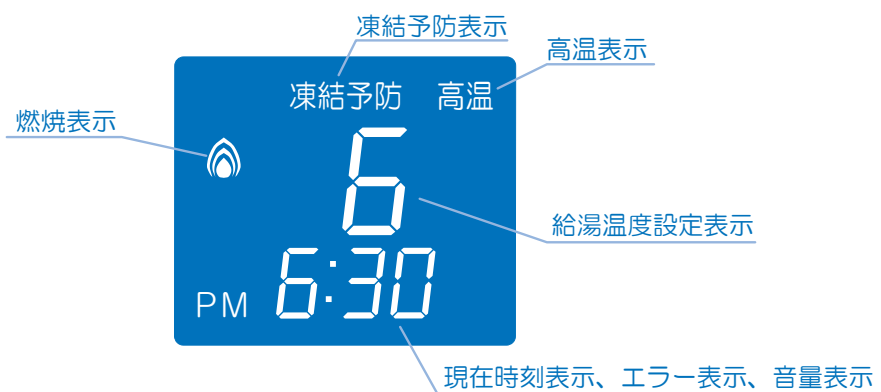 凍結予防表示
高温表示
凍結予防 高温
燃焼表示
6
給湯温度設定表示
PM 6:30
現在時刻表示、エラー表示、音量表示